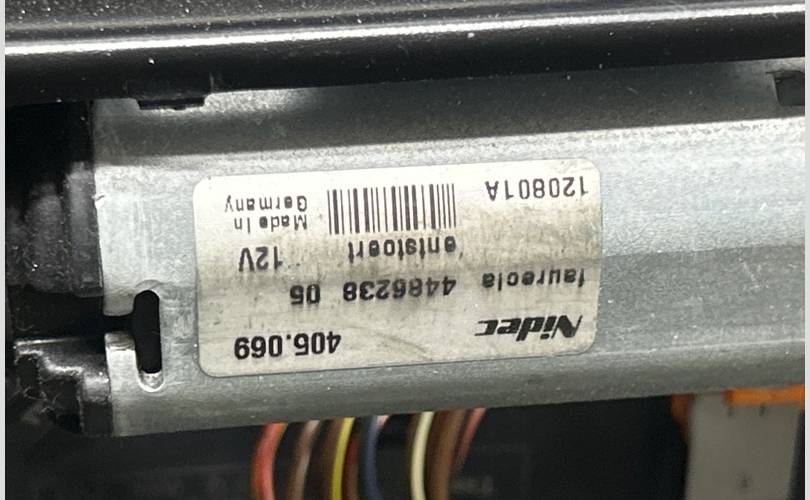 Nidec 405.069
faurecia 4486238 05
entstoert 12V
120801A Made In
Germany